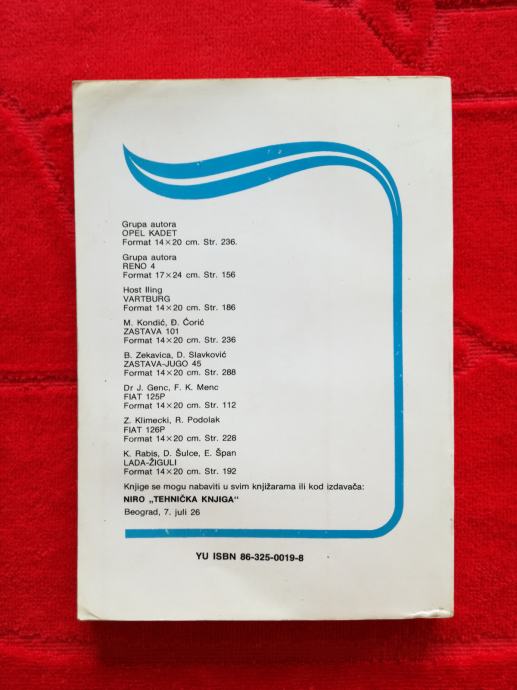 Grupa autora
OPEL KADET
Format 14×20 cm. Str. 236.
Grupa autora
RENO 4
Format 17×24 cm. Str. 156
Host Iling
VARTBURG
Format 14×20 cm. Str. 186
M. Kondić, Đ. Ćorić
ZASTAVA 101
Format 14×20 cm. Str. 236
B. Zekavica, D. Slavković
ZASTAVA-JUGO 45
Format 14×20 cm. Str. 288
Dr J. Genc, F. K. Menc
FIAT 125P
Format 14×20 cm. Str. 112
Z. Klimecki, R. Podolak
FIAT 126P
Format 14×20 cm. Str. 228
K. Rabis, D. Šulce, E. Špan
LADA-ŽIGULI
Format 14×20 cm. Str. 192
Knjige se mogu nabaviti u svim knjižarama ili kod izdavača:
NIRO „TEHNIČKA KNJIGA“
Beograd, 7. juli 26
YU ISBN 86-325-0019-8